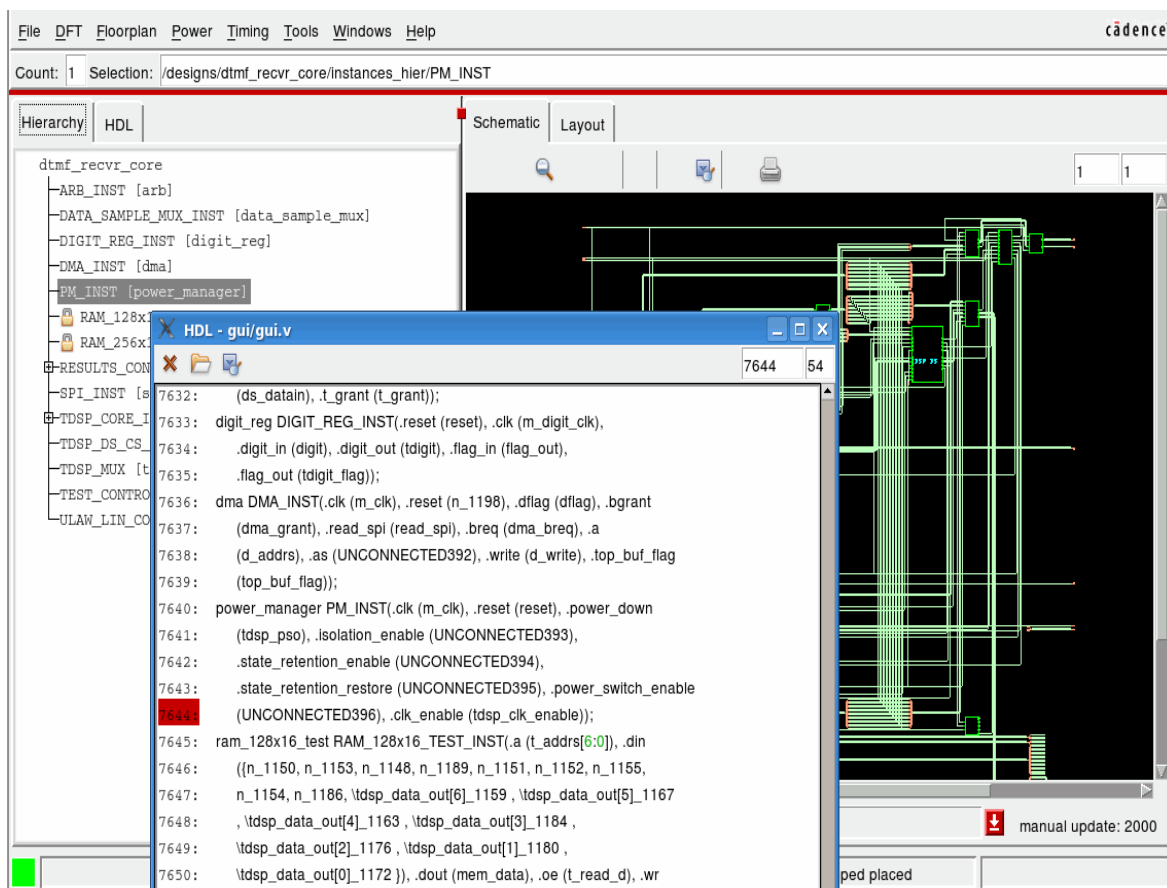 File DFT Floorplan Power Timing Tools Windows Help
cādence
Count: 1 Selection: /designs/dtmf_recvr_core/instances_hier/PM_INST
Hierarchy HDL
Schematic Layout
1 1
dtmf_recvr_core
ARB_INST [arb]
DATA_SAMPLE_MUX_INST [data_sample_mux]
DIGIT_REG_INST [digit_reg]
DMA_INST [dma]
PM_INST [power_manager]
RAM_128x1
RAM_256x1
RESULTS_CON
SPI_INST [s
TDSP_CORE_I
TDSP_DS_CS_
TDSP_MUX [t
TEST_CONTRO
ULAW_LIN_CO
HDL - gui/gui.v
7644 54
7632: (ds_datain), .t_grant (t_grant));
7633: digit_reg DIGIT_REG_INST(.reset (reset), .clk (m_digit_clk),
7634: .digit_in (digit), .digit_out (tdigit), .flag_in (flag_out),
7635: .flag_out (tdigit_flag));
7636: dma DMA_INST(.clk (m_clk), .reset (n_1198), .dflag (dflag), .bgrant
7637: (dma_grant), .read_spi (read_spi), .breq (dma_breq), .a
7638: (d_addrs), .as (UNCONNECTED392), .write (d_write), .top_buf_flag
7639: (top_buf_flag));
7640: power_manager PM_INST(.clk (m_clk), .reset (reset), .power_down
7641: (tdsp_pso), .isolation_enable (UNCONNECTED393),
7642: .state_retention_enable (UNCONNECTED394),
7643: .state_retention_restore (UNCONNECTED395), .power_switch_enable
7644: (UNCONNECTED396), .clk_enable (tdsp_clk_enable));
7645: ram_128x16_test RAM_128x16_TEST_INST(.a (t_addrs[6:0]), .din
7646: ({n_1150, n_1153, n_1148, n_1189, n_1151, n_1152, n_1155,
7647: n_1154, n_1186, \tdsp_data_out[6]_1159 , \tdsp_data_out[5]_1167
7648: , \tdsp_data_out[4]_1163 , \tdsp_data_out[3]_1184 ,
7649: \tdsp_data_out[2]_1176 , \tdsp_data_out[1]_1180 ,
7650: \tdsp_data_out[0]_1172 }), .dout (mem_data), .oe (t_read_d), .wr
manual update: 2000
ped placed